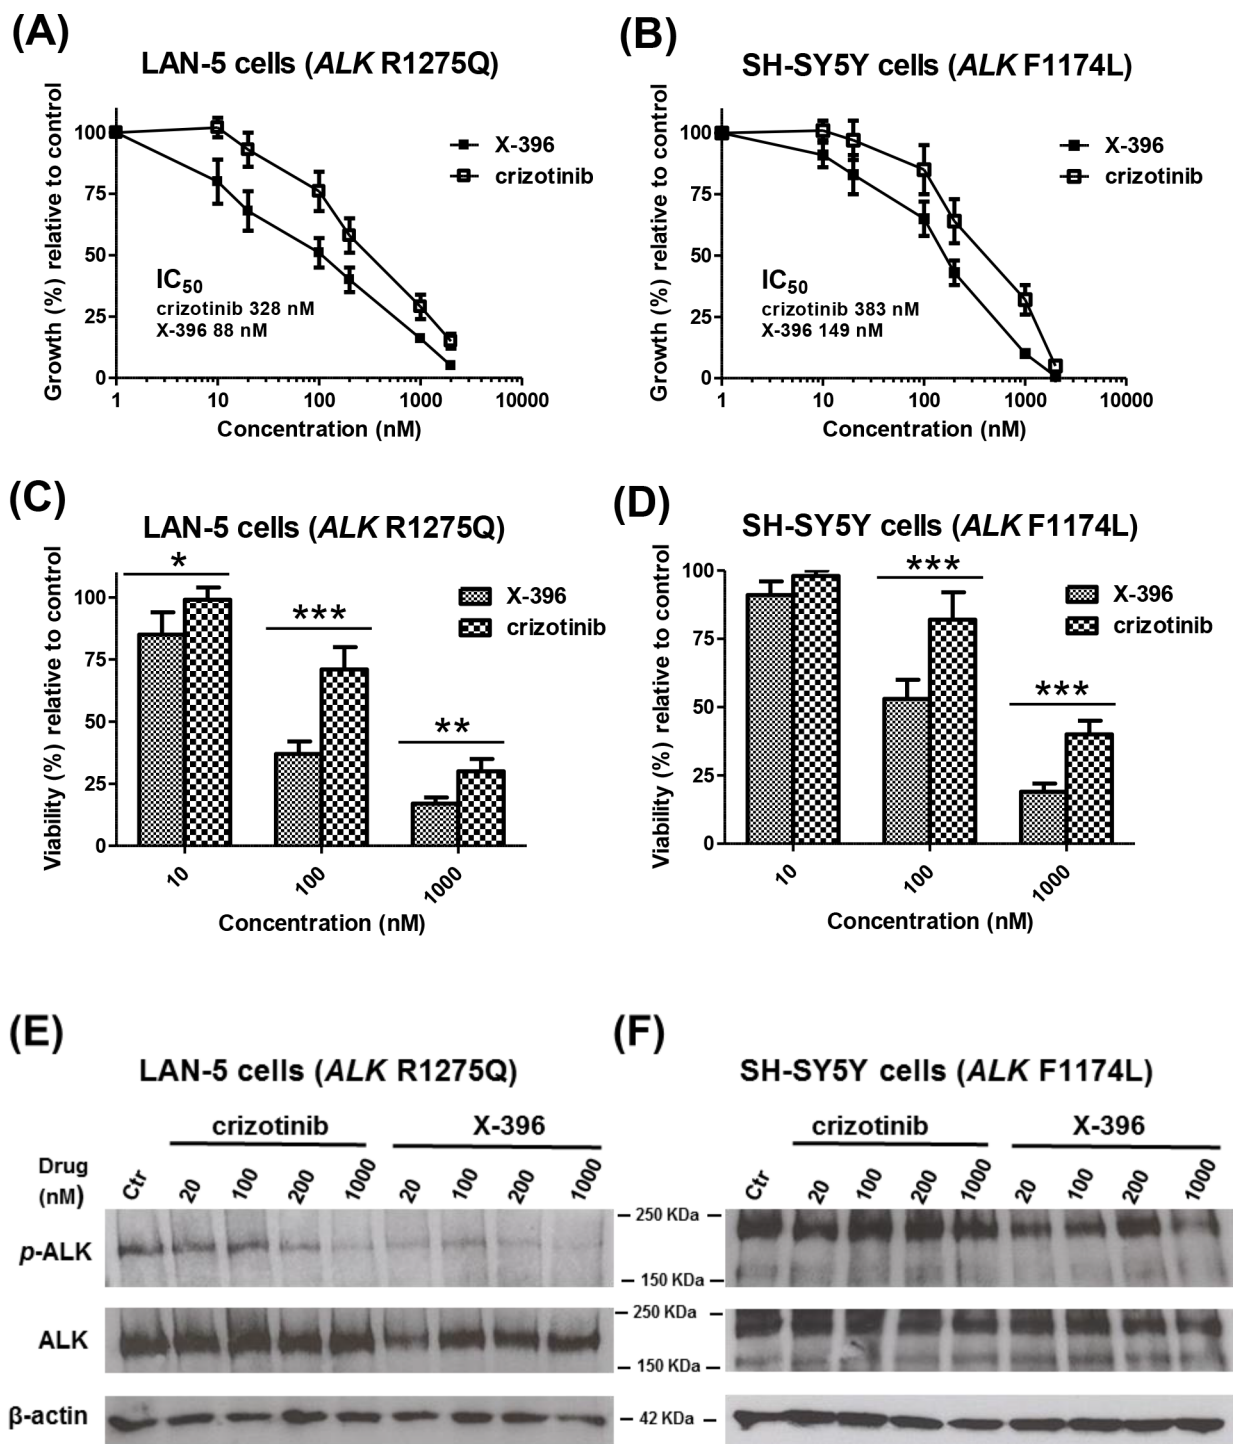 (A)
LAN-5 cells (ALK R1275Q)
Growth (%) relative to control
100
75
50
25
0
1
10
100
1000
10000
Concentration (nM)
X-396
crizotinib
IC50
crizotinib 328 nM
X-396 88 nM
(B)
SH-SY5Y cells (ALK F1174L)
Growth (%) relative to control
100
75
50
25
0
1
10
100
1000
10000
Concentration (nM)
X-396
crizotinib
IC50
crizotinib 383 nM
X-396 149 nM
(C)
LAN-5 cells (ALK R1275Q)
Viability (%) relative to control
100
75
50
25
0
10
100
1000
Concentration (nM)
*
***
**
X-396
crizotinib
(D)
SH-SY5Y cells (ALK F1174L)
Viability (%) relative to control
100
75
50
25
0
10
100
1000
Concentration (nM)
***
***
X-396
crizotinib
(E)
LAN-5 cells (ALK R1275Q)
crizotinib
X-396
Drug
(nM)
Ctr 20 100 200 1000 20 100 200 1000
p-ALK
ALK
β-actin
250 KDa
150 KDa
250 KDa
150 KDa
42 KDa
(F)
SH-SY5Y cells (ALK F1174L)
crizotinib
X-396
Ctr 20 100 200 1000 20 100 200 1000